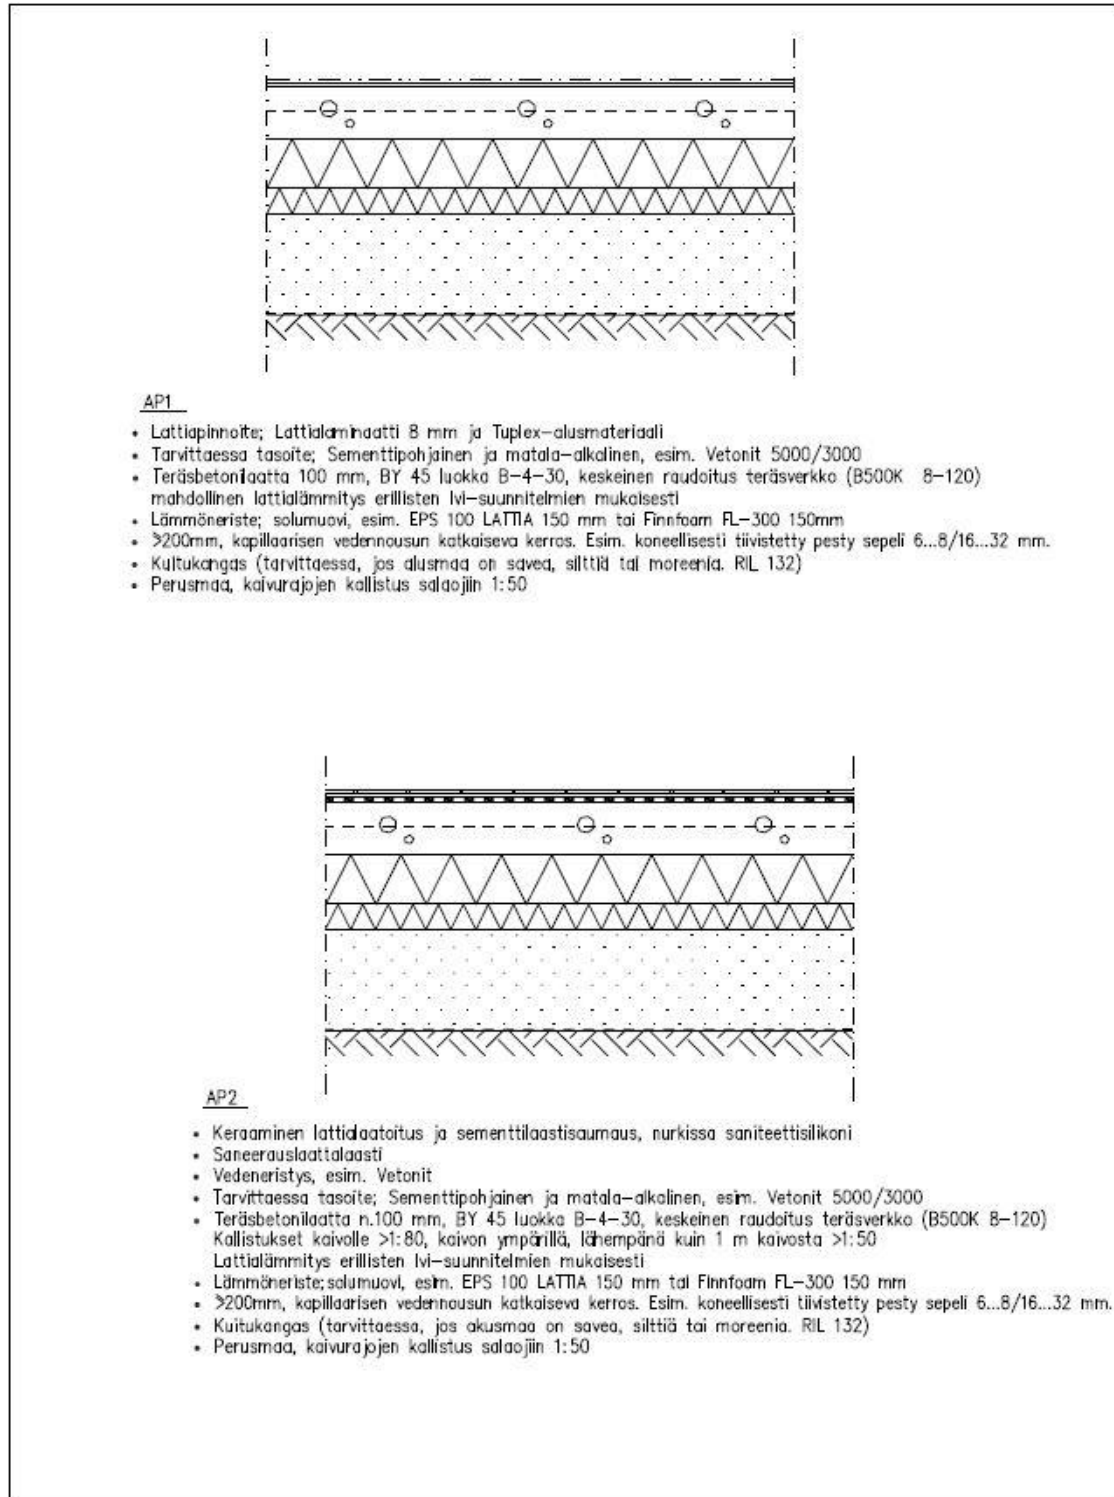 AP1
• Lattiapinnoite; Lattialaminaatti 8 mm ja Tuplex-alusmateriaali
• Tarvittaessa tasoite; Sementtipohjainen ja matala-alkalinen, esim. Vetonit 5000/3000
• Teräsbetonilaatta 100 mm, BY 45 luokka B-4-30, keskeinen raudoitus teräsverkko (B500K 8-120)
mahdollinen lattialämmitys erillisten lvi-suunnitelmien mukaisesti
• Lämmöneriste; solumuovi, esim. EPS 100 LATTIA 150 mm tai Finnfoam FL-300 150mm
• >200mm, kapillaarisen vedennousun katkaiseva kerros. Esim. koneellisesti tiivistetty pesty sepeli 6...8/16...32 mm.
• Kuitukangas (tarvittaessa, jos alusmaa on savea, silttiä tai moreenia. RIL 132)
• Perusmaa, kaivurajojen kallistus salaojiin 1:50
AP2
• Keraaminen lattialaatoitus ja sementtilaastisaumaus, nurkissa saniteettisilikoni
• Saneerauslaattalaasti
• Vedeneristys, esim. Vetonit
• Tarvittaessa tasoite; Sementtipohjainen ja matala-alkalinen, esim. Vetonit 5000/3000
• Teräsbetonilaatta n.100 mm, BY 45 luokka B-4-30, keskeinen raudoitus teräsverkko (B500K 8-120)
Kallistukset kaivolle >1:80, kaivon ympärillä, lähempänä kuin 1 m kaivosta >1:50
Lattialämmitys erillisten lvi-suunnitelmien mukaisesti
• Lämmöneriste; solumuovi, esim. EPS 100 LATTIA 150 mm tai Finnfoam FL-300 150 mm
• >200mm, kapillaarisen vedennousun katkaiseva kerros. Esim. koneellisesti tiivistetty pesty sepeli 6...8/16...32 mm.
• Kuitukangas (tarvittaessa, jos akusmaa on savea, silttiä tai moreenia. RIL 132)
• Perusmaa, kaivurajojen kallistus salaojiin 1:50